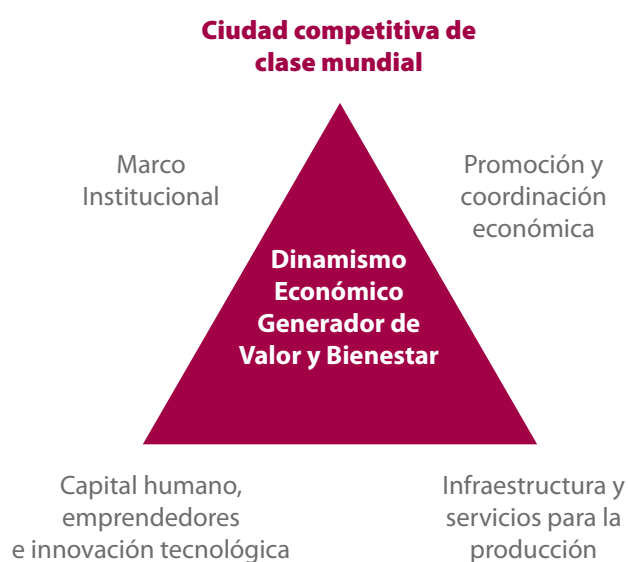 Ciudad competitiva de
clase mundial
Marco
Institucional
Promoción y
coordinación
económica
Dinamismo
Económico
Generador de
Valor y Bienestar
Capital humano,
emprendedores
e innovación tecnológica
Infraestructura y
servicios para la
producción